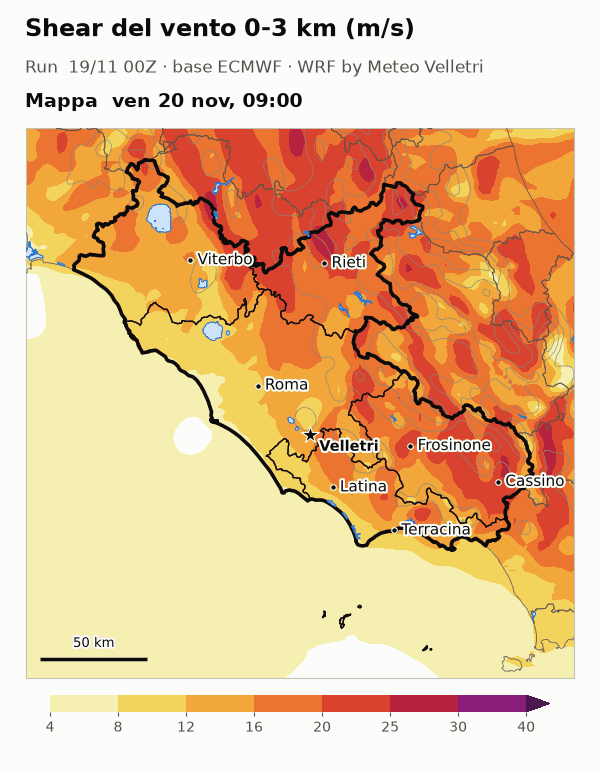 Shear del vento 0-3 km (m/s)
Run 19/11 00Z · base ECMWF · WRF by Meteo Velletri
Mappa ven 20 nov, 09:00
Viterbo
Rieti
Roma
Velletri
Frosinone
Cassino
Latina
Terracina
50 km
4 8 12 16 20 25 30 40